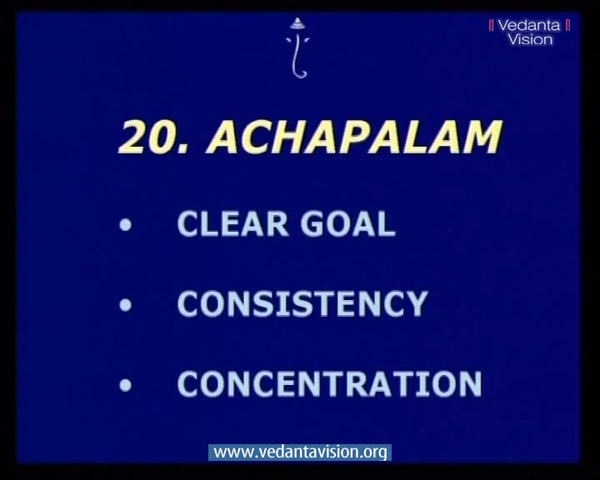 || Vedanta ||
Vision
20. ACHAPALAM
• CLEAR GOAL
• CONSISTENCY
• CONCENTRATION
www.vedantavision.org